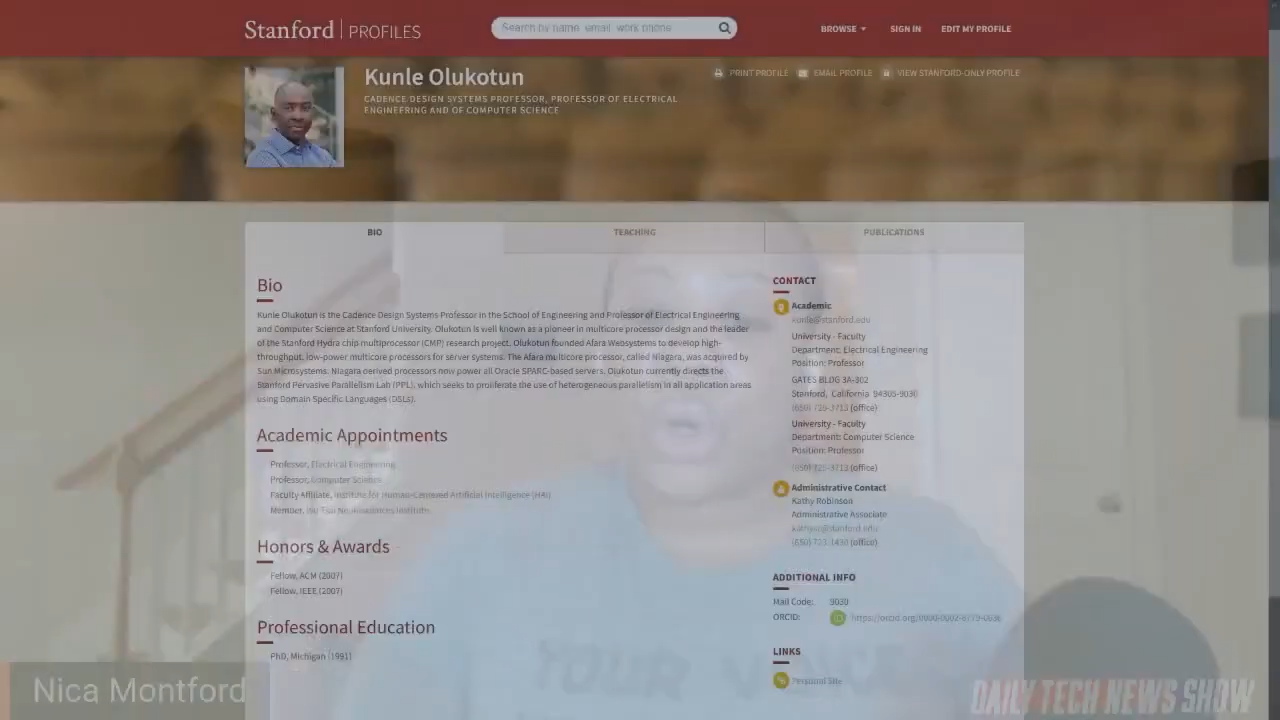 Stanford PROFILES
Search by name email work phone
BROWSE SIGN IN EDIT MY PROFILE
Kunle Olukotun
PRINT PROFILE EMAIL PROFILE VIEW STANFORD-ONLY PROFILE
CADENCE DESIGN SYSTEMS PROFESSOR, PROFESSOR OF ELECTRICAL
ENGINEERING AND OF COMPUTER SCIENCE
BIO TEACHING PUBLICATIONS
Bio
Kunle Olukotun is the Cadence Design Systems Professor in the School of Engineering and Professor of Electrical Engineering
and Computer Science at Stanford University. Olukotun is well known as a pioneer in multicore processor design and the leader
of the Stanford Hydra chip multiprocessor (CMP) research project. Olukotun founded Afara Websystems to develop high-
throughput, low-power multicore processors for server systems. The Afara multicore processor, called Niagara, was acquired by
Sun Microsystems. Niagara derived processors now power all Oracle SPARC-based servers. Olukotun currently directs the
Stanford Pervasive Parallelism Lab (PPL), which seeks to proliferate the use of heterogeneous parallelism in all application areas
using Domain Specific Languages (DSLs).
Academic Appointments
Professor, Electrical Engineering
Professor, Computer Science
Faculty Affiliate, Institute for Human-Centered Artificial Intelligence (HAI)
Member, Wu Tsai Neurosciences Institute
Honors & Awards
Fellow, ACM (2007)
Fellow, IEEE (2007)
Professional Education
PhD, Michigan (1991)
CONTACT
Academic
kunle@stanford.edu
University - Faculty
Department: Electrical Engineering
Position: Professor
GATES BLDG 3A-302
Stanford, California 94305-9030
(650) 725-3713 (office)
University - Faculty
Department: Computer Science
Position: Professor
(650) 725-3713 (office)
Administrative Contact
Kathy Robinson
Administrative Associate
(office)
ADDITIONAL INFO
Mail Code: 9030
ORCID:
LINKS
Personal Site
Nica Montford
DAILY TECH NEWS SHOW